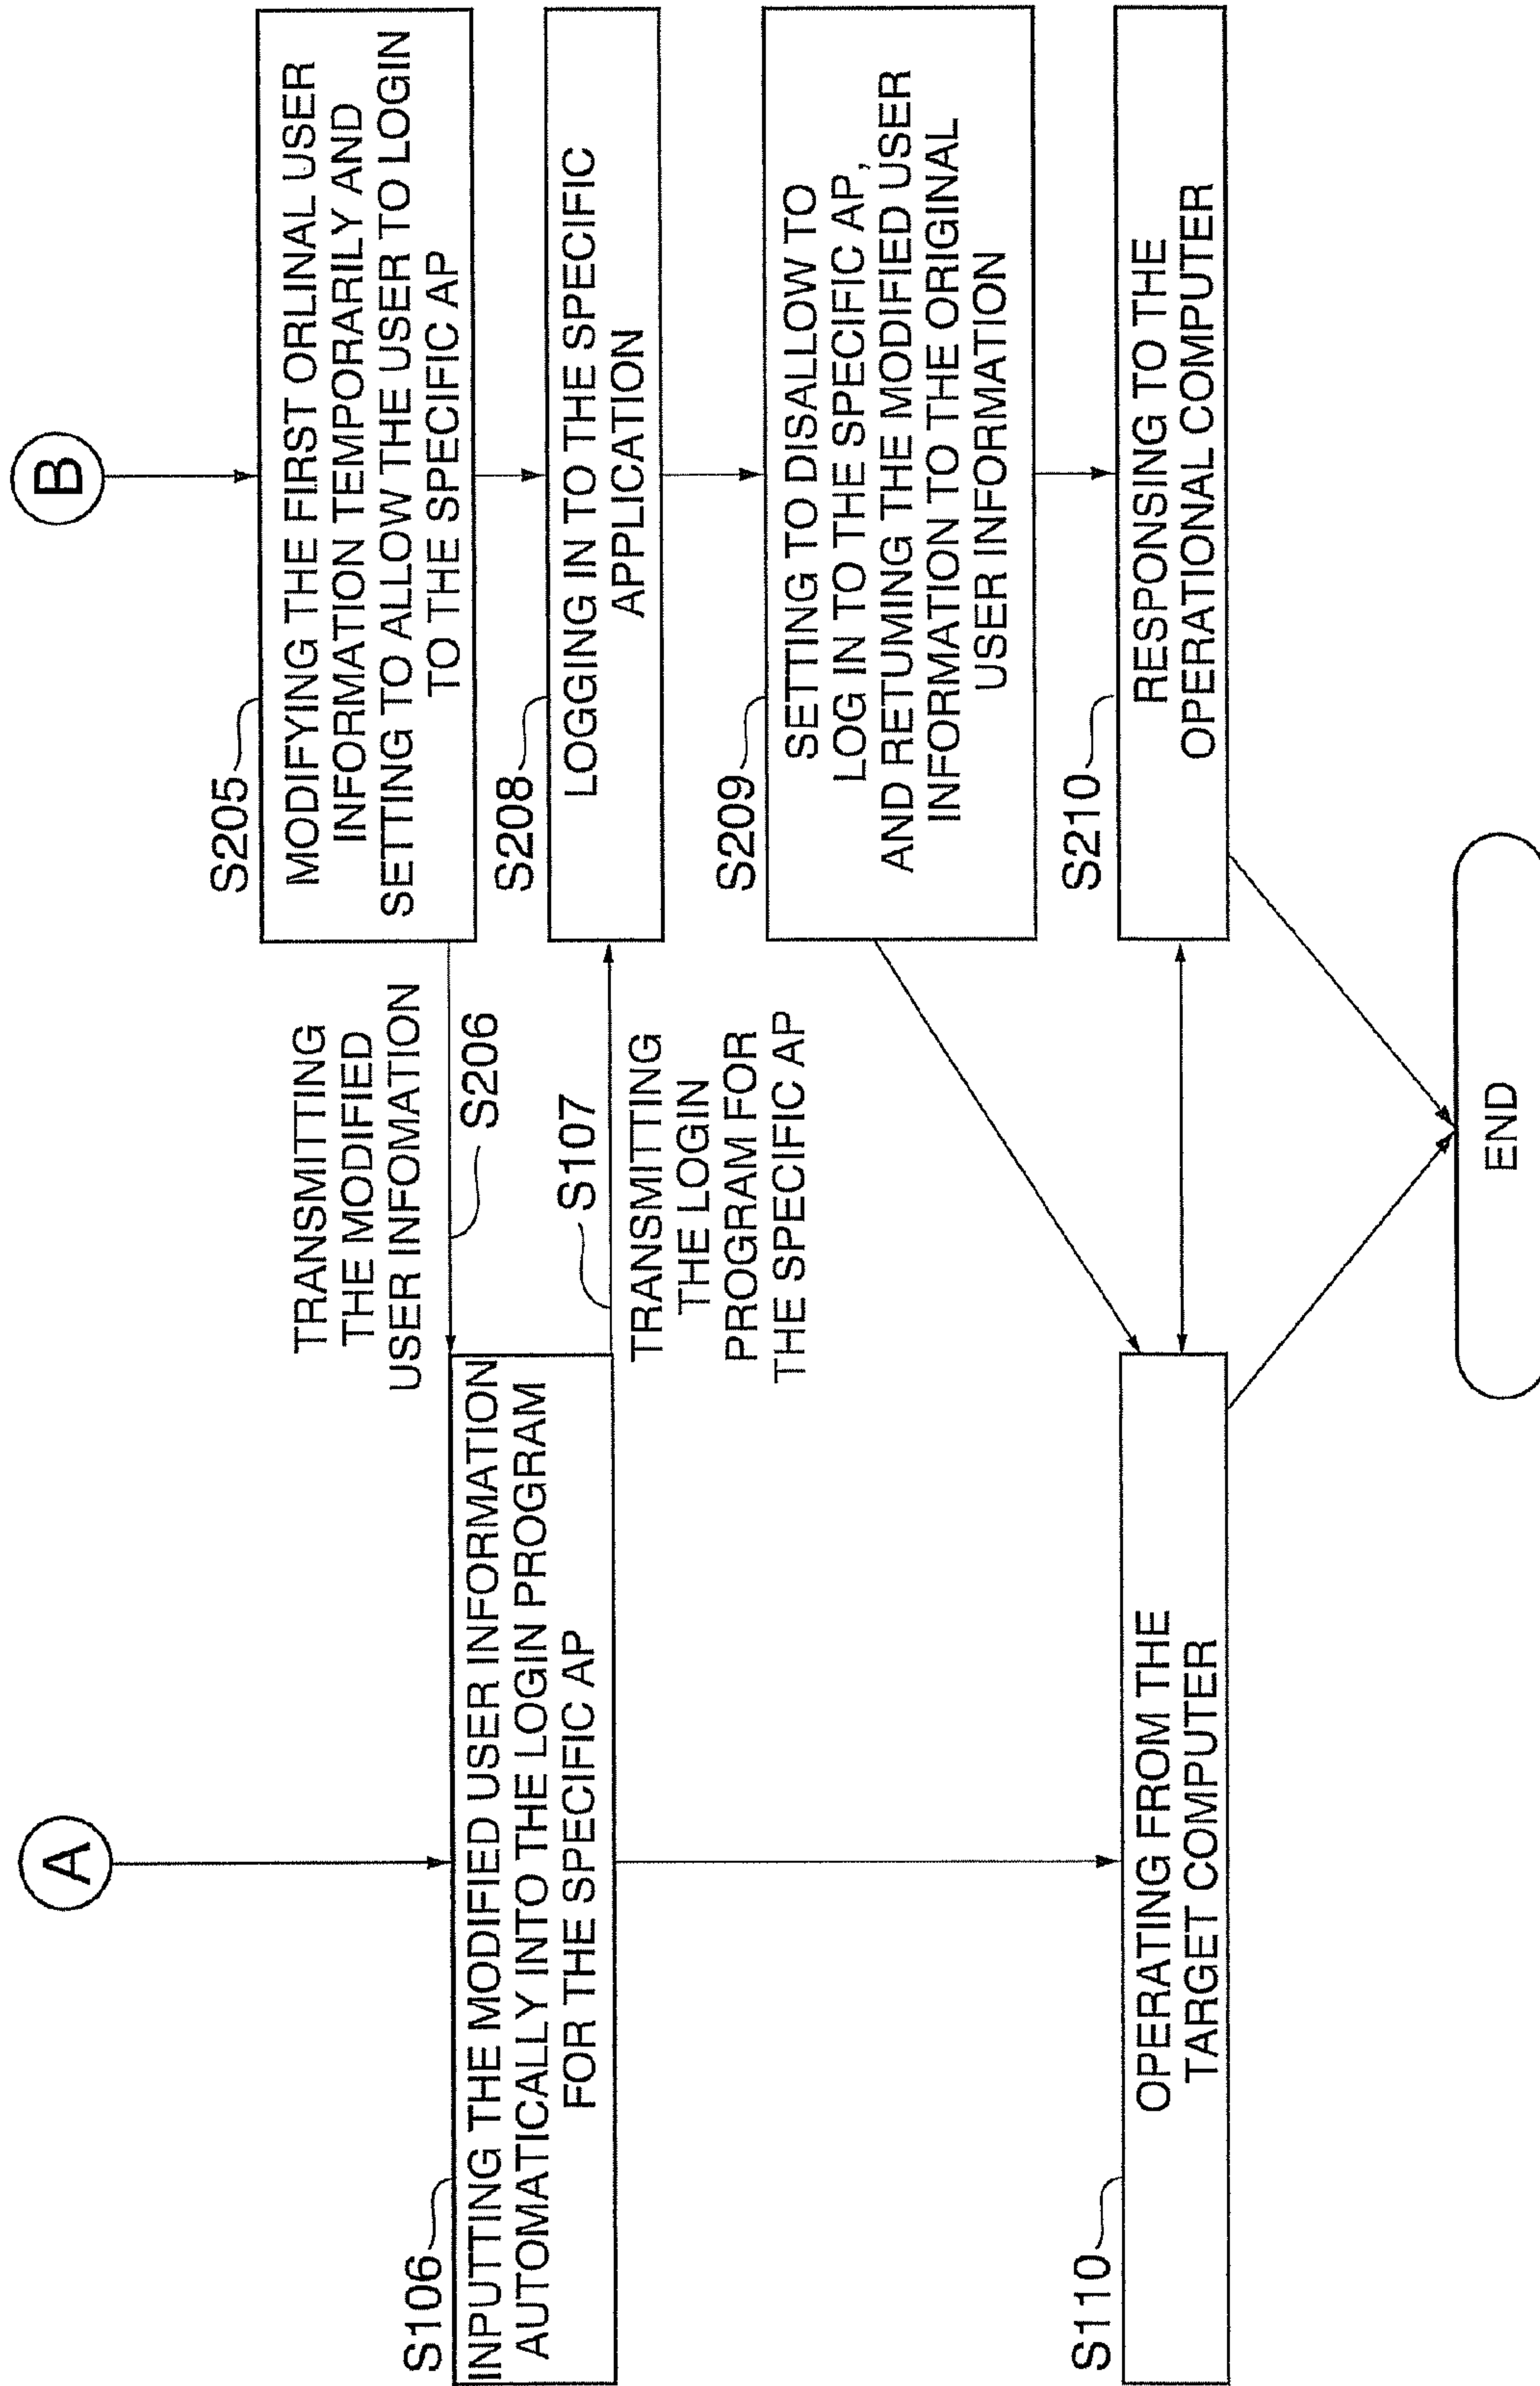 A
S106
INPUTTING THE MODIFIED USER INFORMATION
AUTOMATICALLY INTO THE LOGIN PROGRAM
FOR THE SPECIFIC AP
S110
OPERATING FROM THE
TARGET COMPUTER
TRANSMITTING
THE MODIFIED
USER INFOMATION
S206
S107
TRANSMITTING
THE LOGIN
PROGRAM FOR
THE SPECIFIC AP
B
S205
MODIFYING THE FIRST ORLINAL USER
INFORMATION TEMPORARILY AND
SETTING TO ALLOW THE USER TO LOGIN
TO THE SPECIFIC AP
S208
LOGGING IN TO THE SPECIFIC
APPLICATION
S209
SETTING TO DISALLOW TO
LOG IN TO THE SPECIFIC AP,
AND RETUMING THE MODIFIED USER
INFORMATION TO THE ORIGINAL
USER INFORMATION
S210
RESPONSING TO THE
OPERATIONAL COMPUTER
END